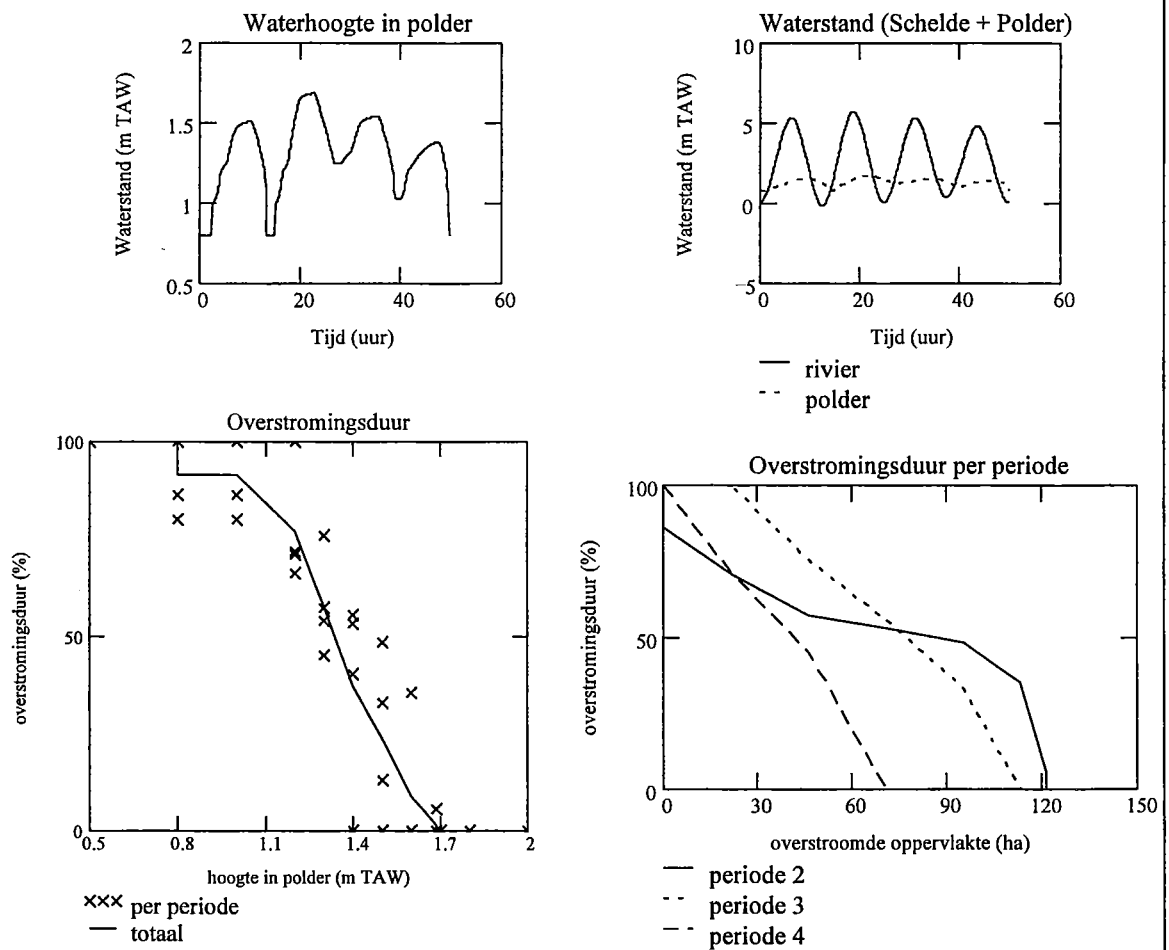 Waterhoogte in polder
2
1.5
1
0.5
0
20
40
60
Waterstand (m TAW)
Tijd (uur)
Waterstand (Schelde + Polder)
10
5
0
−5
0
20
40
60
Waterstand (m TAW)
Tijd (uur)
rivier
polder
Overstromingsduur
100
50
0
0.5
0.8
1.1
1.4
1.7
2
overstromingsduur (%)
hoogte in polder (m TAW)
××× per periode
totaal
Overstromingsduur per periode
100
50
0
0
30
60
90
120
150
overstromingsduur (%)
overstroomde oppervlakte (ha)
periode 2
periode 3
periode 4